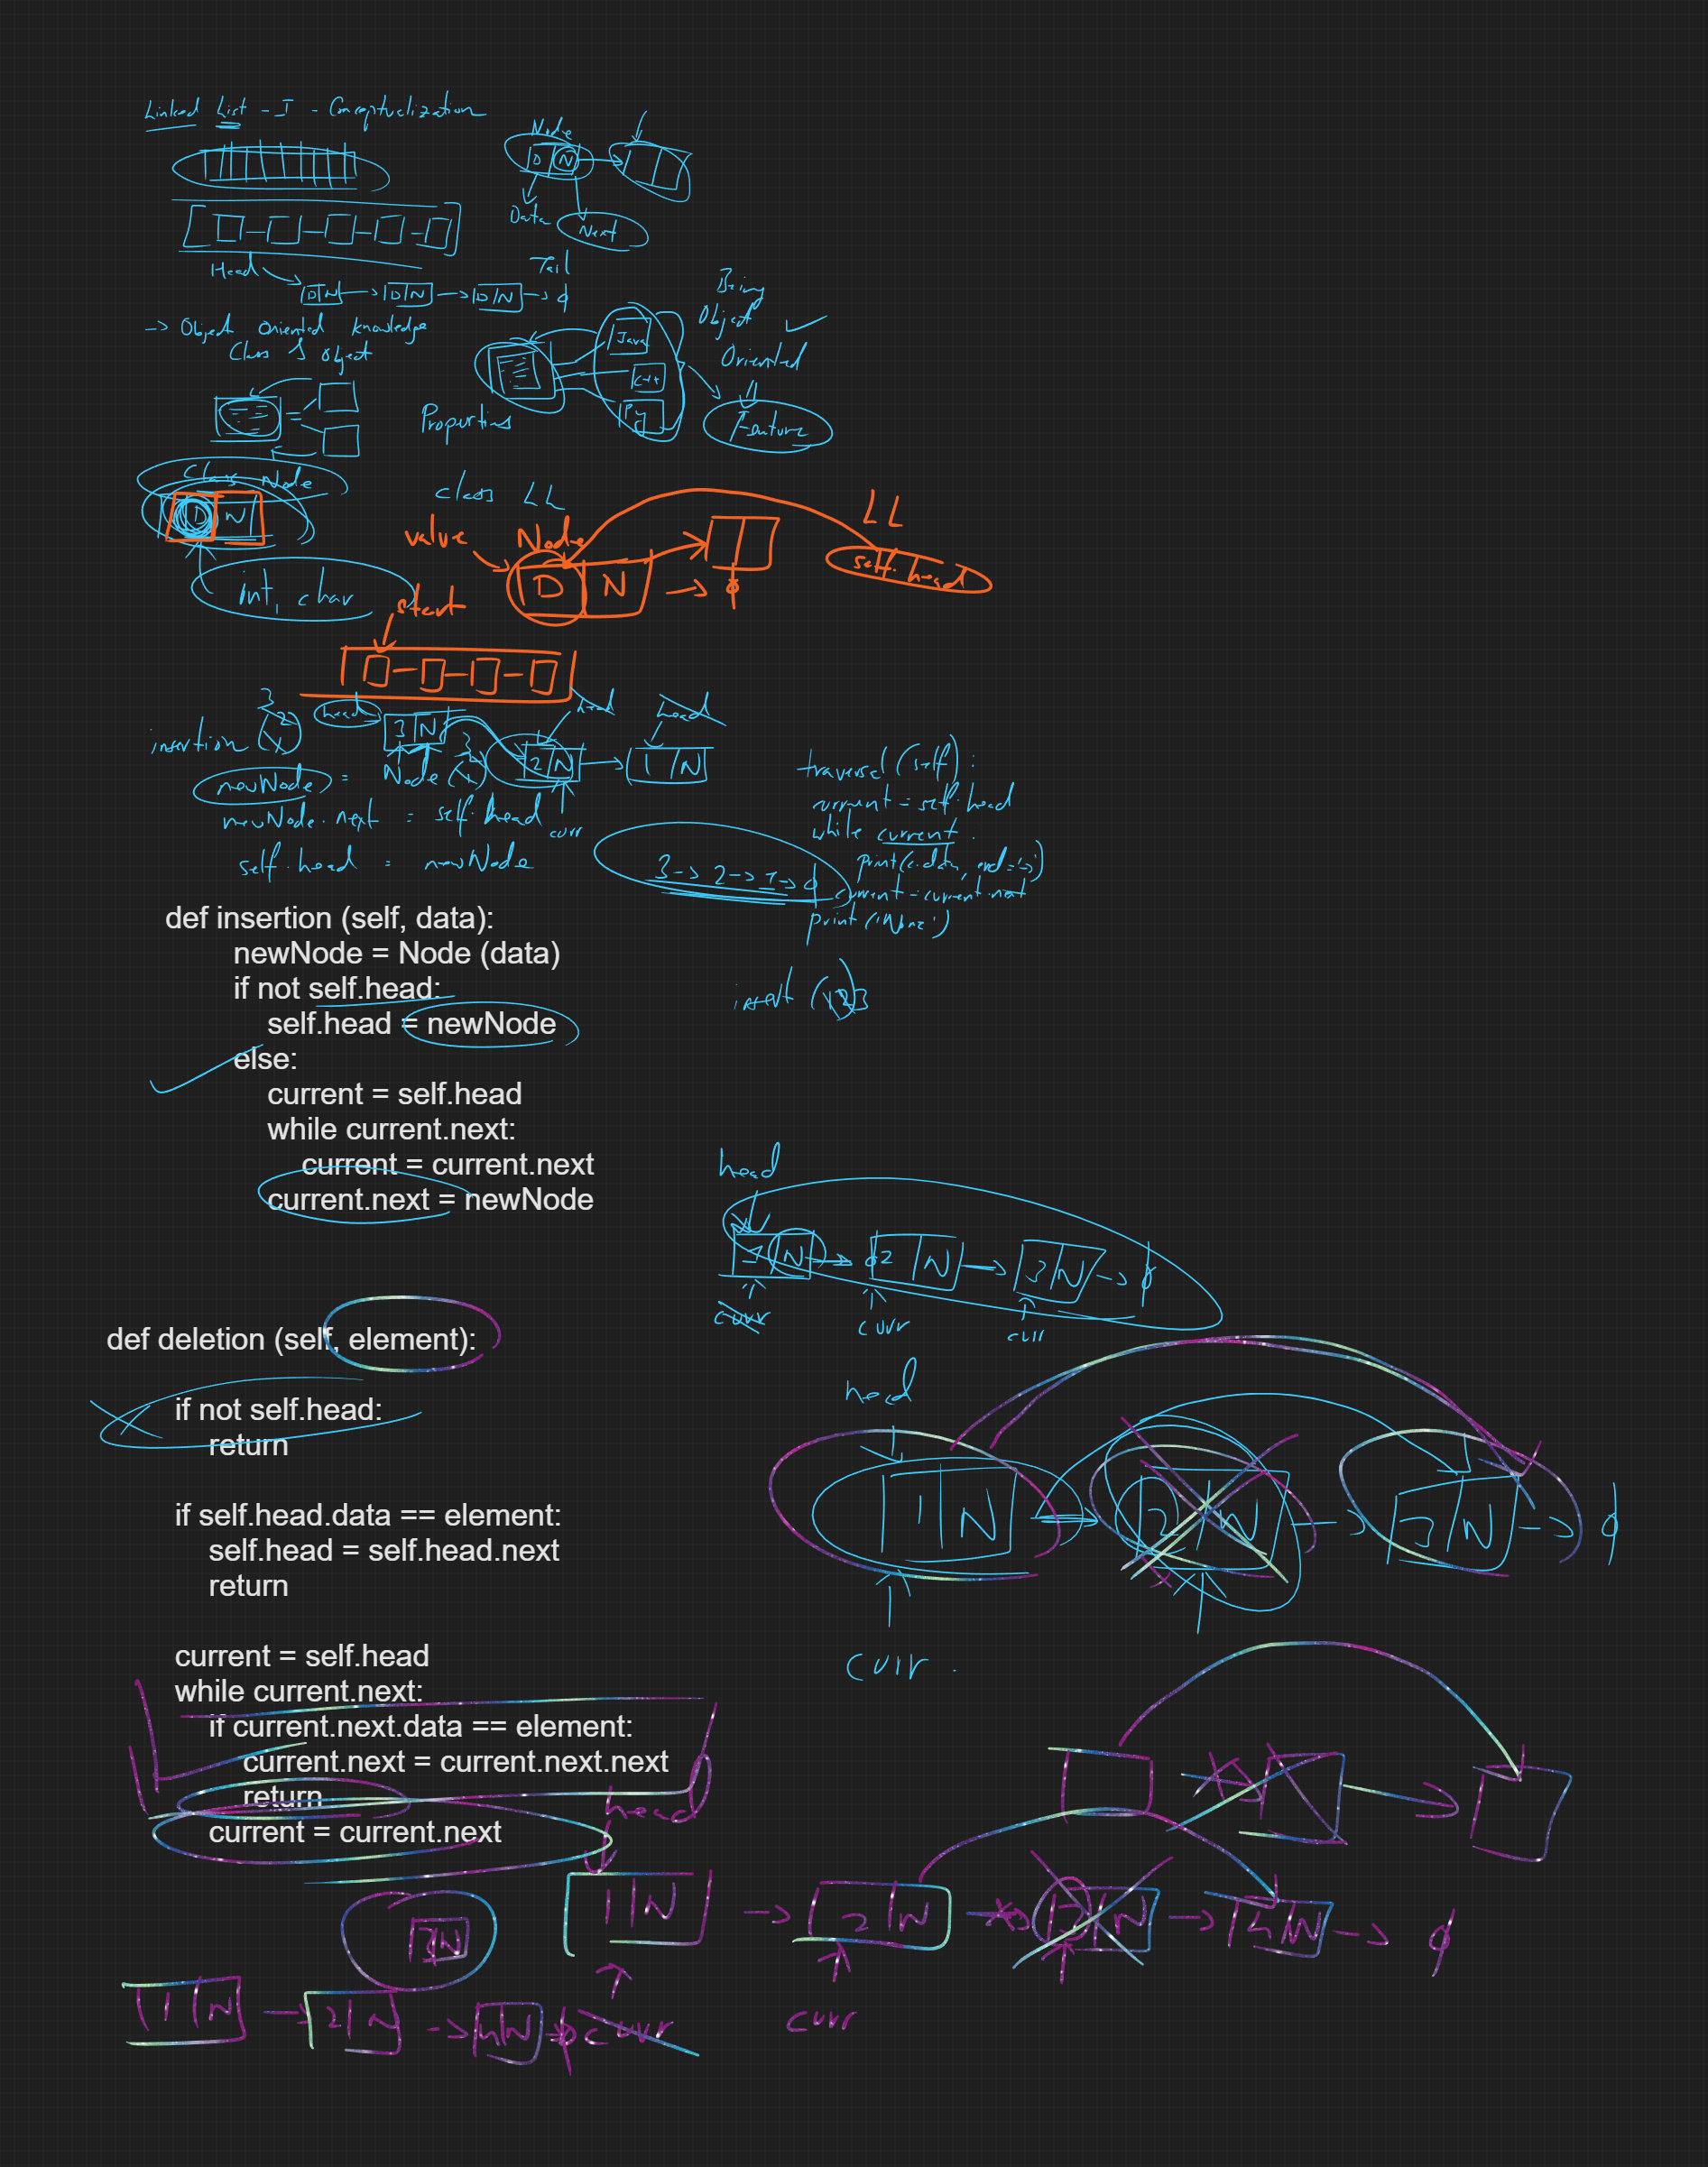 Linked List - I - Conceptualization
Node
D N
Data
Next
Head
Tail
D N → D N → D N → φ
→ Object Oriented knowledge
Class & object
Being
Object
Oriented
Feature
Java
C++
Py
Properties
Class Node
D N
int, char
class LL
value
Node
D N → φ
LL
self.head
start
insertion (1) 2 3
head
3 N
head
2 N → 1 N
head
newNode = Node (1) 2 3
newNode.next = self.head
curr
self.head = newNode
3 → 2 → 1 → φ
traversal (self):
current = self.head
while current:
print(c.data, end='→')
current = current.next
print('None')
insert (1) 2 3
def insertion (self, data):
newNode = Node (data)
if not self.head:
self.head = newNode
else:
current = self.head
while current.next:
current = current.next
current.next = newNode
head
1 N → 2 N → 3 N → φ
curr
curr
curr
def deletion (self, element):
if not self.head:
return
if self.head.data == element:
self.head = self.head.next
return
current = self.head
while current.next:
if current.next.data == element:
current.next = current.next.next
return
current = current.next
head
1 N → 2 N → 3 N → φ
curr
head
1 N → 2 N → 3 N → 4 N → φ
curr
curr
3 N
1 N → 2 N → 4 N → φ